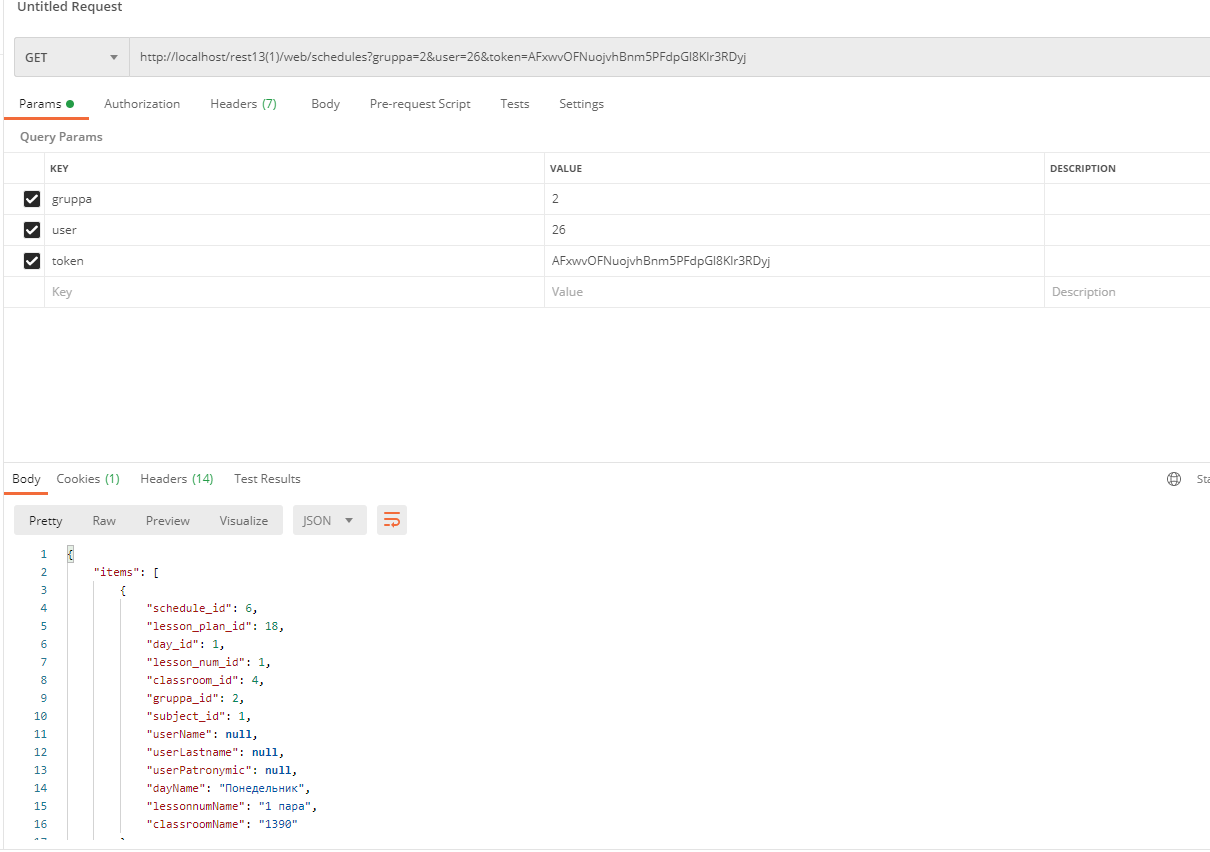 Untitled Request
GET http://localhost/rest13(1)/web/schedules?gruppa=2&user=26&token=AFxwvOFNuojvhBnm5PFdpGl8Klr3RDyj
Params Authorization Headers (7) Body Pre-request Script Tests Settings
Query Params
KEY VALUE DESCRIPTION
gruppa 2
user 26
token AFxwvOFNuojvhBnm5PFdpGl8Klr3RDyj
Key Value Description
Body Cookies (1) Headers (14) Test Results Sta
Pretty Raw Preview Visualize JSON
1 {
2 "items": [
3 {
4 "schedule_id": 6,
5 "lesson_plan_id": 18,
6 "day_id": 1,
7 "lesson_num_id": 1,
8 "classroom_id": 4,
9 "gruppa_id": 2,
10 "subject_id": 1,
11 "userName": null,
12 "userLastname": null,
13 "userPatronymic": null,
14 "dayName": "Понедельник",
15 "lessonnumName": "1 пара",
16 "classroomName": "1390"